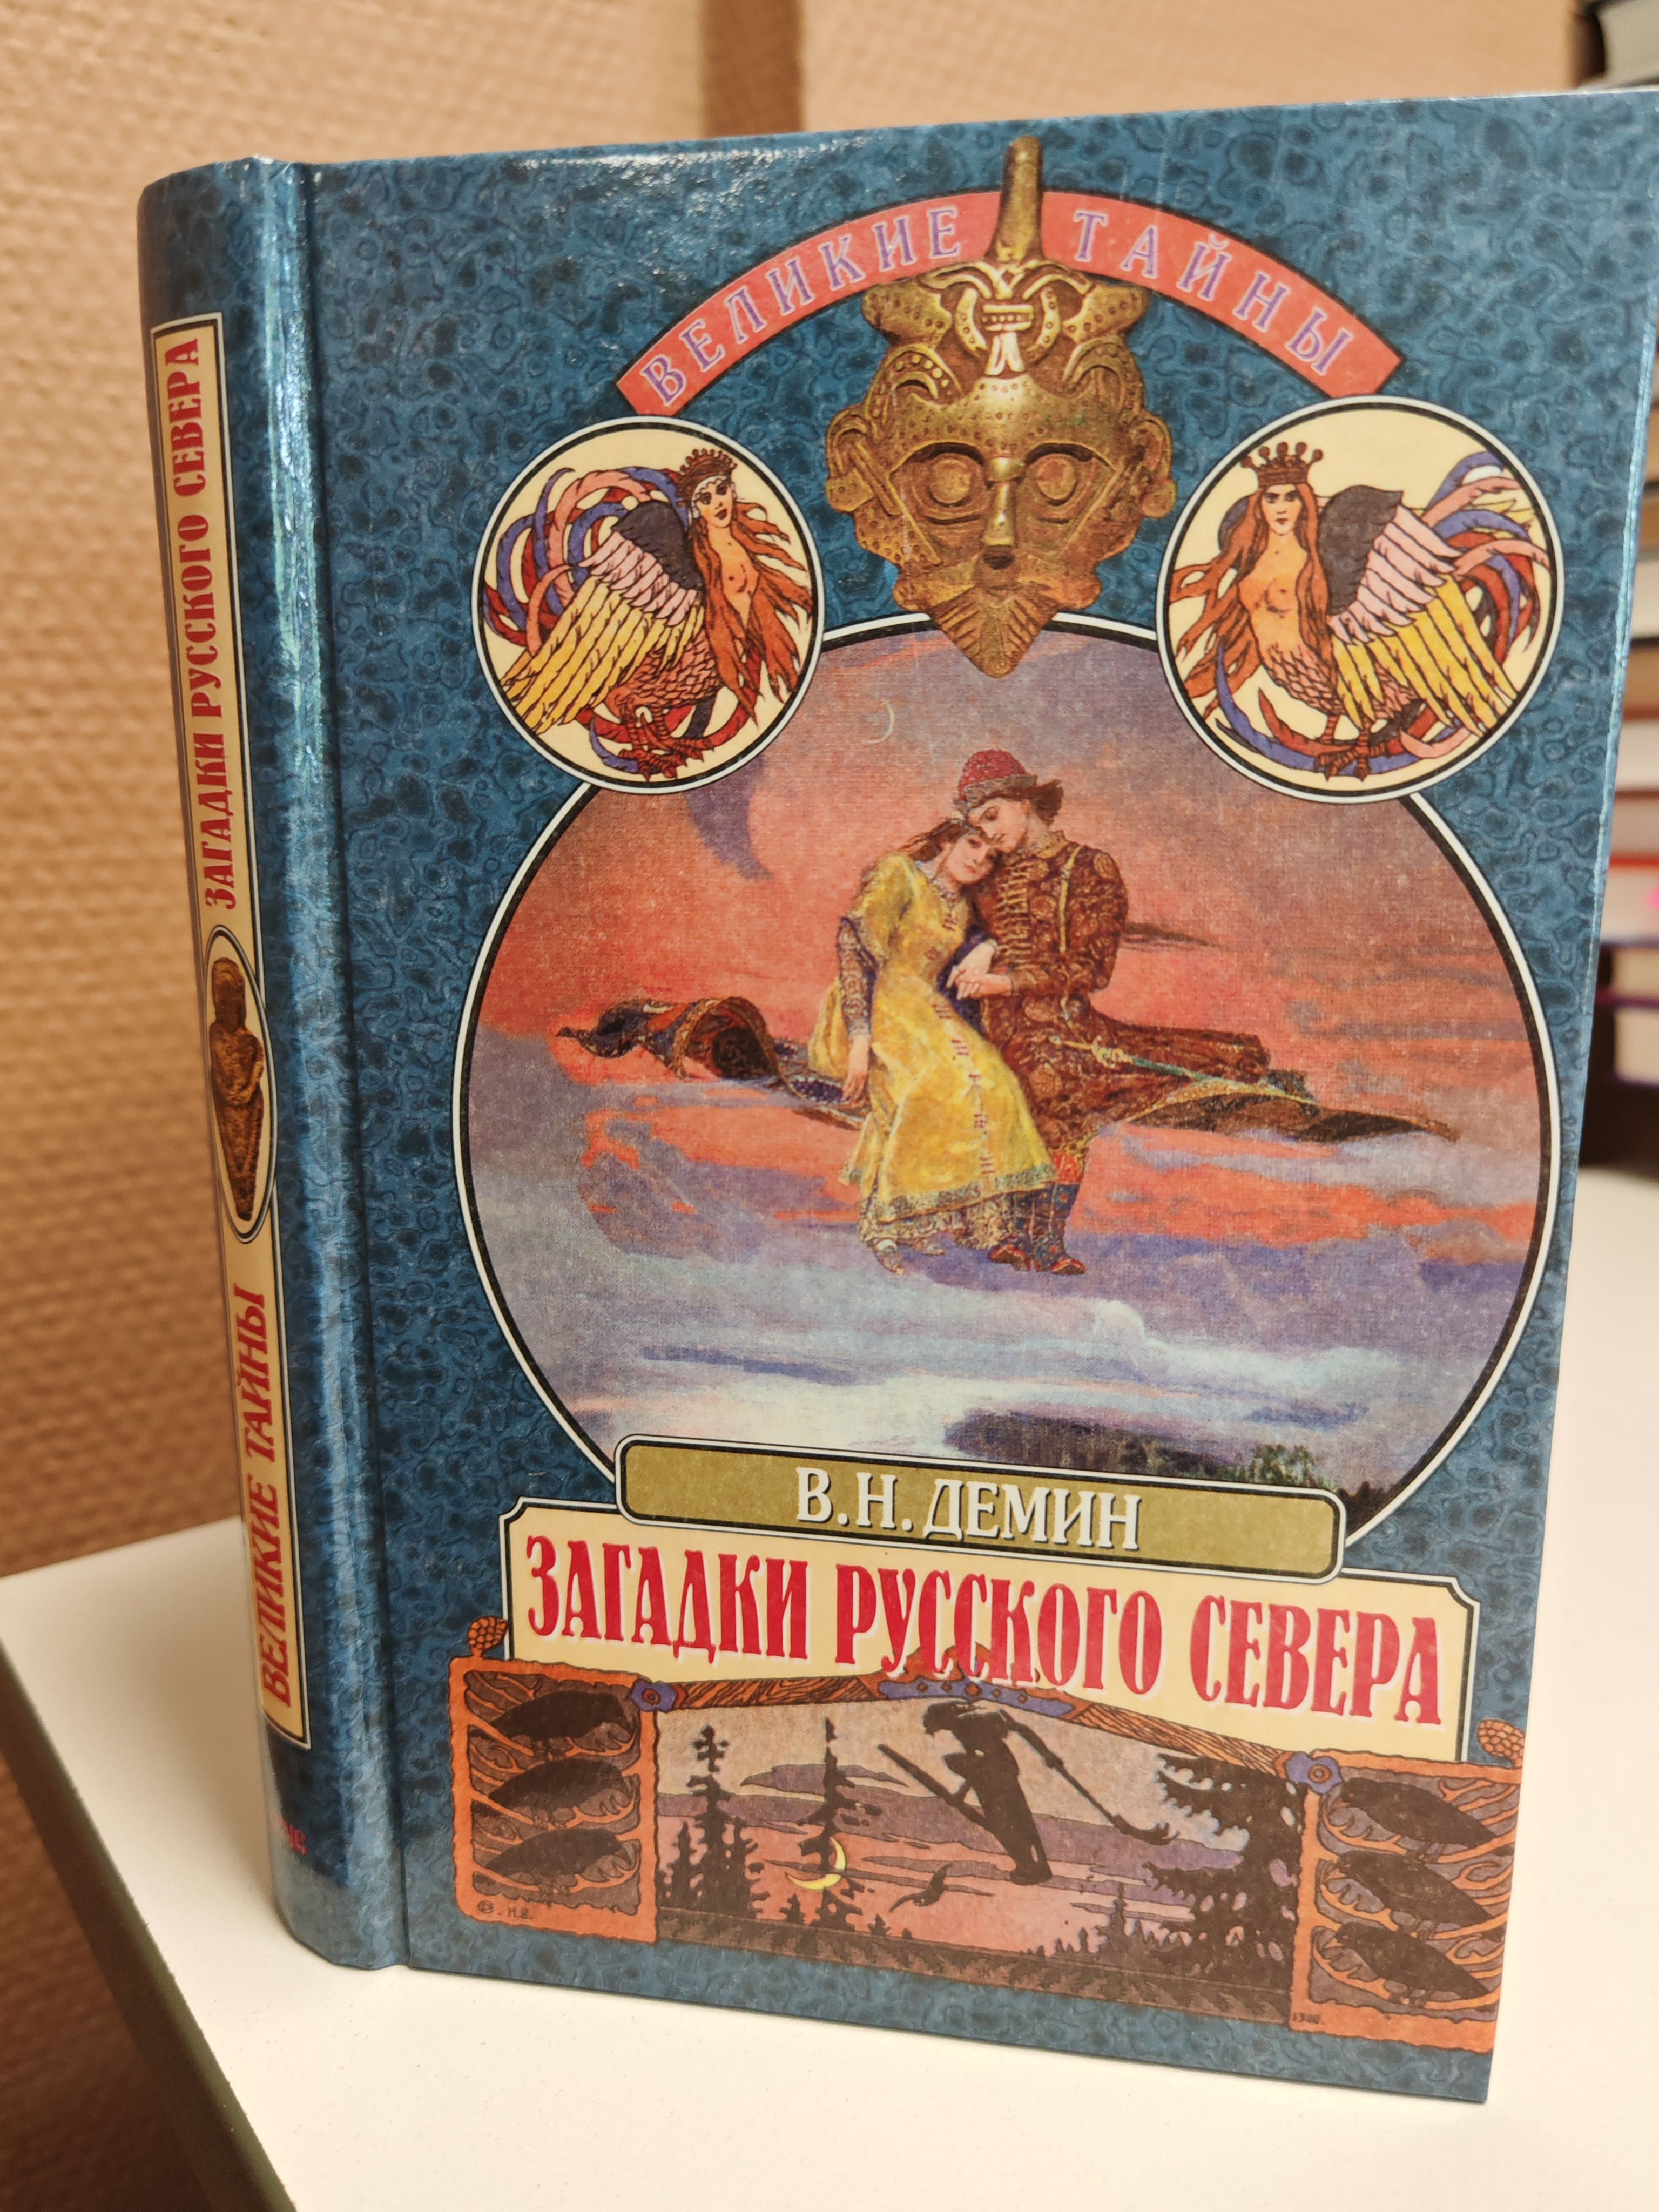 ВЕЛИКИЕ ТАЙНЫ
В.Н. ДЕМИН
ЗАГАДКИ РУССКОГО СЕВЕРА
ВЕЛИКИЕ ТАЙНЫ
ЗАГАДКИ РУССКОГО СЕВЕРА